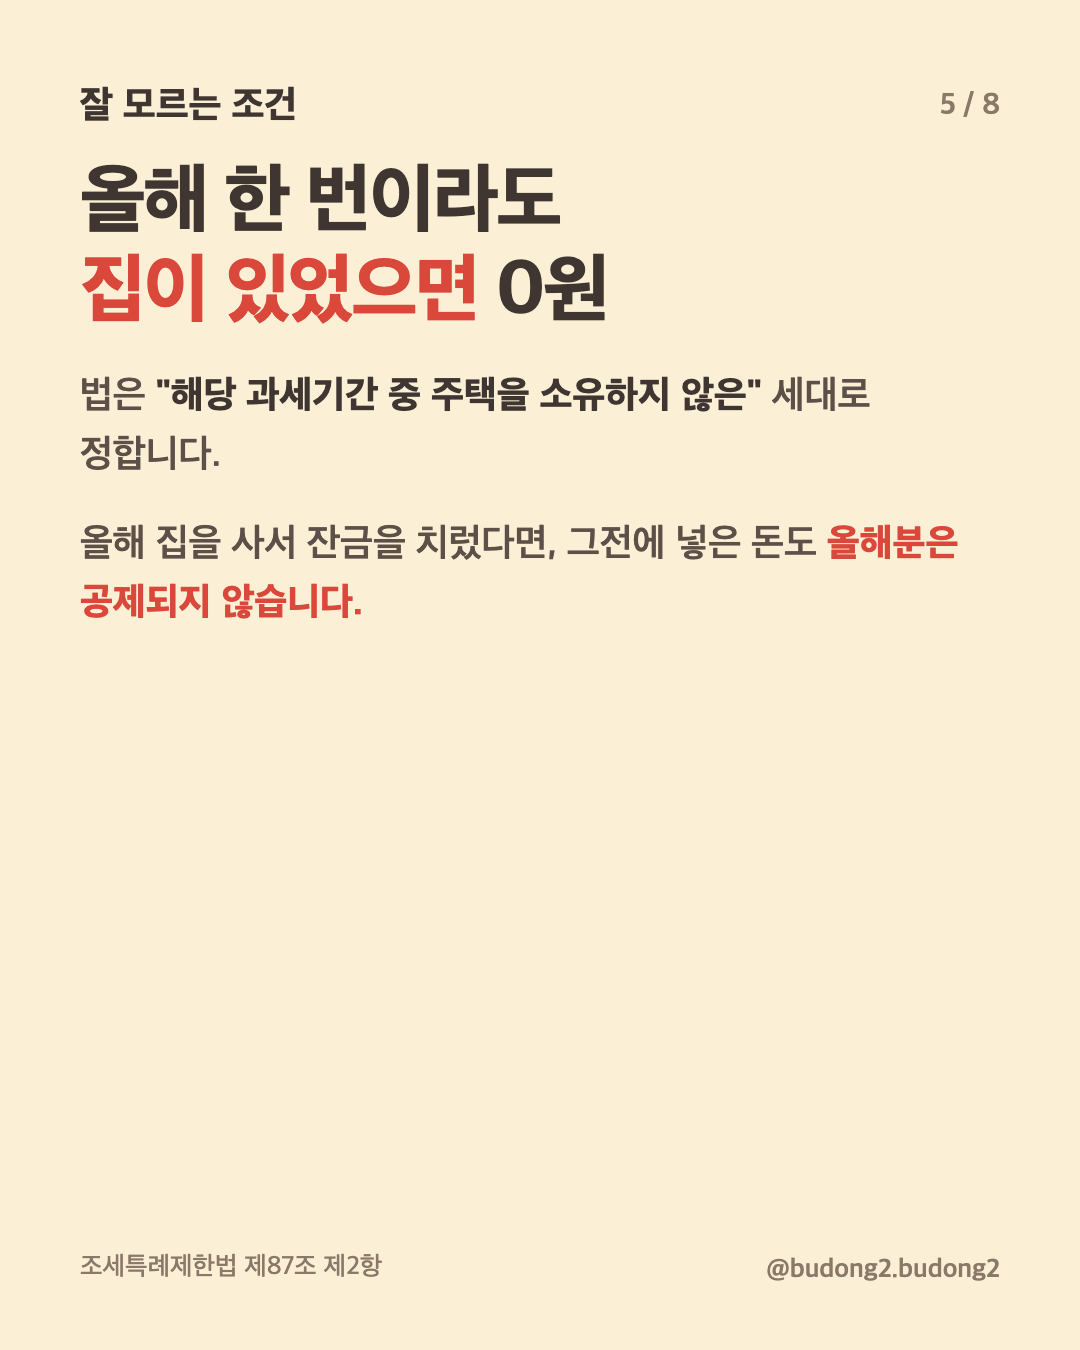 잘 모르는 조건
5 / 8
올해 한 번이라도
집이 있었으면 0원
법은 "해당 과세기간 중 주택을 소유하지 않은" 세대로
정합니다.
올해 집을 사서 잔금을 치렀다면, 그전에 넣은 돈도 올해분은
공제되지 않습니다.
조세특례제한법 제87조 제2항
@budong2.budong2